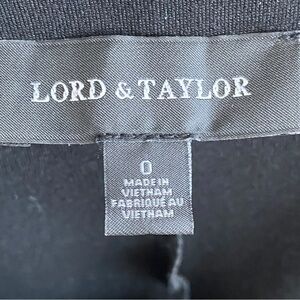 LORD & TAYLOR
0
MADE IN
VIETNAM
FABRIQUÉ AU
VIETNAM